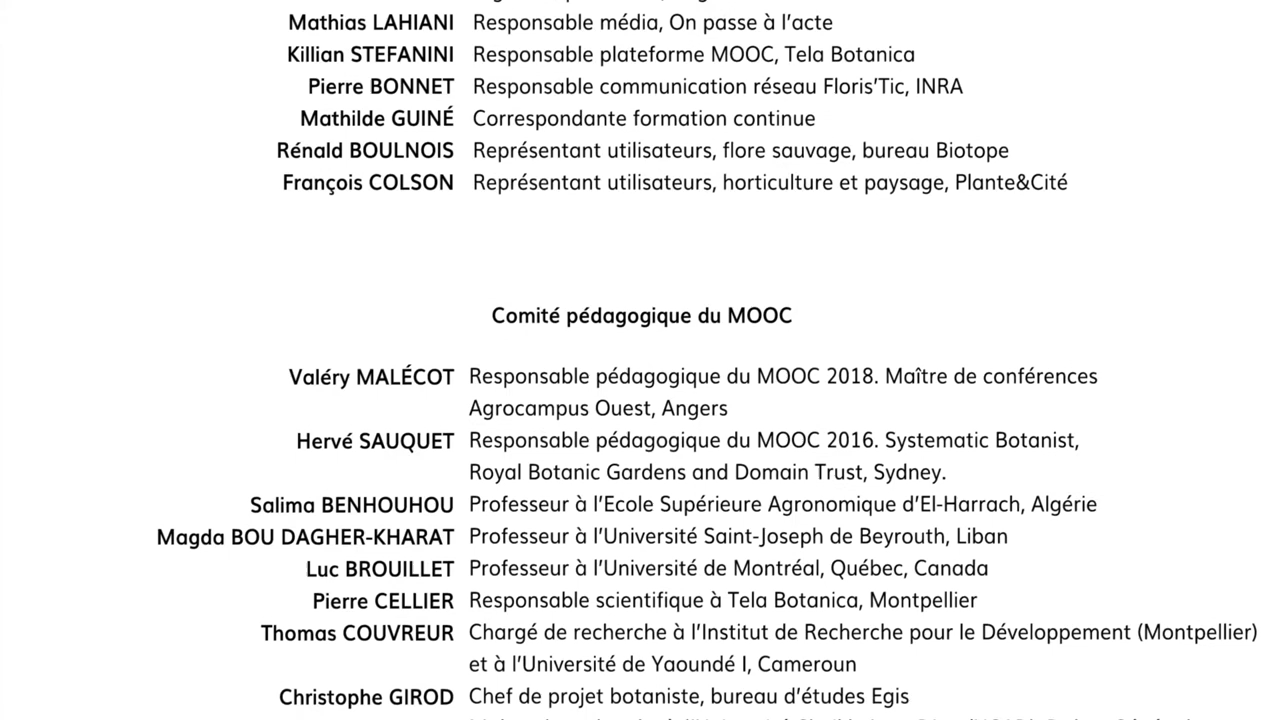 Mathias LAHIANI Responsable média, On passe à l'acte
Killian STEFANINI Responsable plateforme MOOC, Tela Botanica
Pierre BONNET Responsable communication réseau Floris'Tic, INRA
Mathilde GUINÉ Correspondante formation continue
Rénald BOULNOIS Représentant utilisateurs, flore sauvage, bureau Biotope
François COLSON Représentant utilisateurs, horticulture et paysage, Plante&Cité
Comité pédagogique du MOOC
Valéry MALÉCOT Responsable pédagogique du MOOC 2018. Maître de conférences
Agrocampus Ouest, Angers
Hervé SAUQUET Responsable pédagogique du MOOC 2016. Systematic Botanist,
Royal Botanic Gardens and Domain Trust, Sydney.
Salima BENHOUHOU Professeur à l'Ecole Supérieure Agronomique d'El-Harrach, Algérie
Magda BOU DAGHER-KHARAT Professeur à l'Université Saint-Joseph de Beyrouth, Liban
Luc BROUILLET Professeur à l'Université de Montréal, Québec, Canada
Pierre CELLIER Responsable scientifique à Tela Botanica, Montpellier
Thomas COUVREUR Chargé de recherche à l'Institut de Recherche pour le Développement (Montpellier)
et à l'Université de Yaoundé I, Cameroun
Christophe GIROD Chef de projet botaniste, bureau d'études Egis